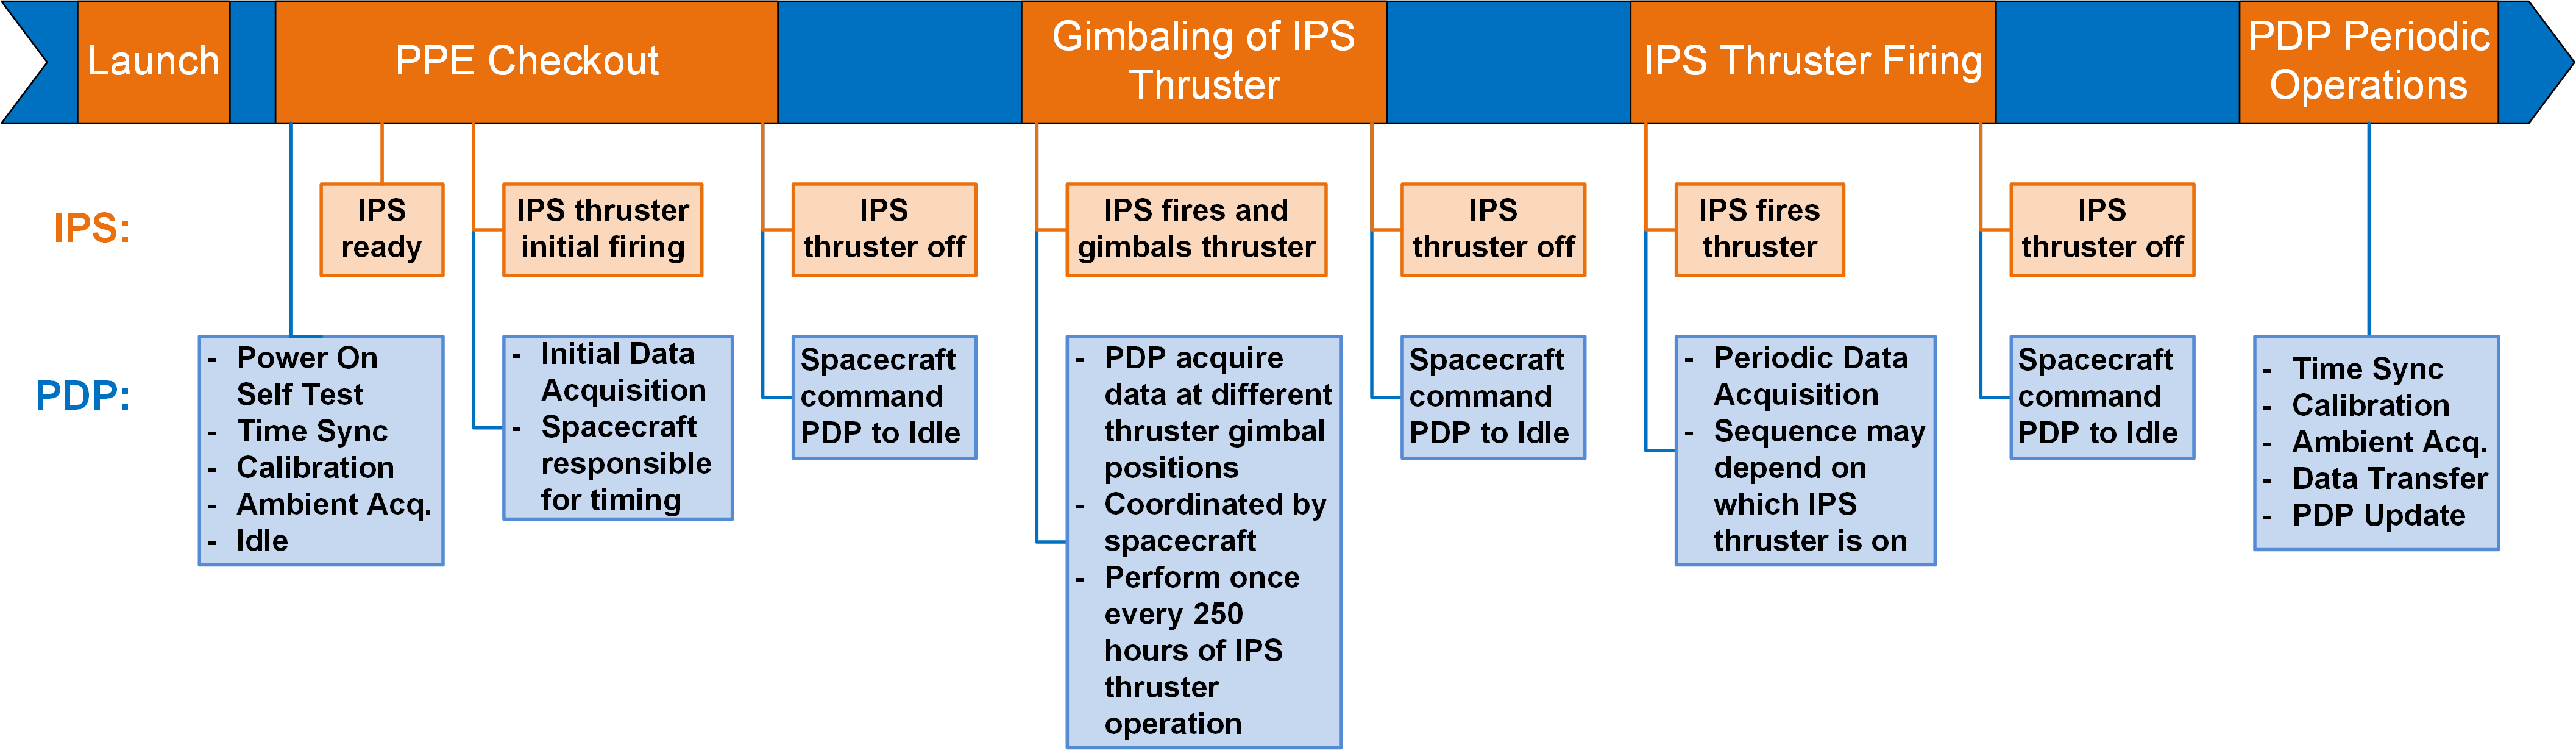 Launch
PPE Checkout
Gimbaling of IPS
Thruster
IPS Thruster Firing
PDP Periodic
Operations
IPS:
IPS
ready
IPS thruster
initial firing
IPS
thruster off
IPS fires and
gimbals thruster
IPS
thruster off
IPS fires
thruster
IPS
thruster off
PDP:
- Power On
Self Test
- Time Sync
- Calibration
- Ambient Acq.
- Idle
- Initial Data
Acquisition
- Spacecraft
responsible
for timing
Spacecraft
command
PDP to Idle
- PDP acquire
data at different
thruster gimbal
positions
- Coordinated by
spacecraft
- Perform once
every 250
hours of IPS
thruster
operation
Spacecraft
command
PDP to Idle
- Periodic Data
Acquisition
- Sequence may
depend on
which IPS
thruster is on
Spacecraft
command
PDP to Idle
- Time Sync
- Calibration
- Ambient Acq.
- Data Transfer
- PDP Update